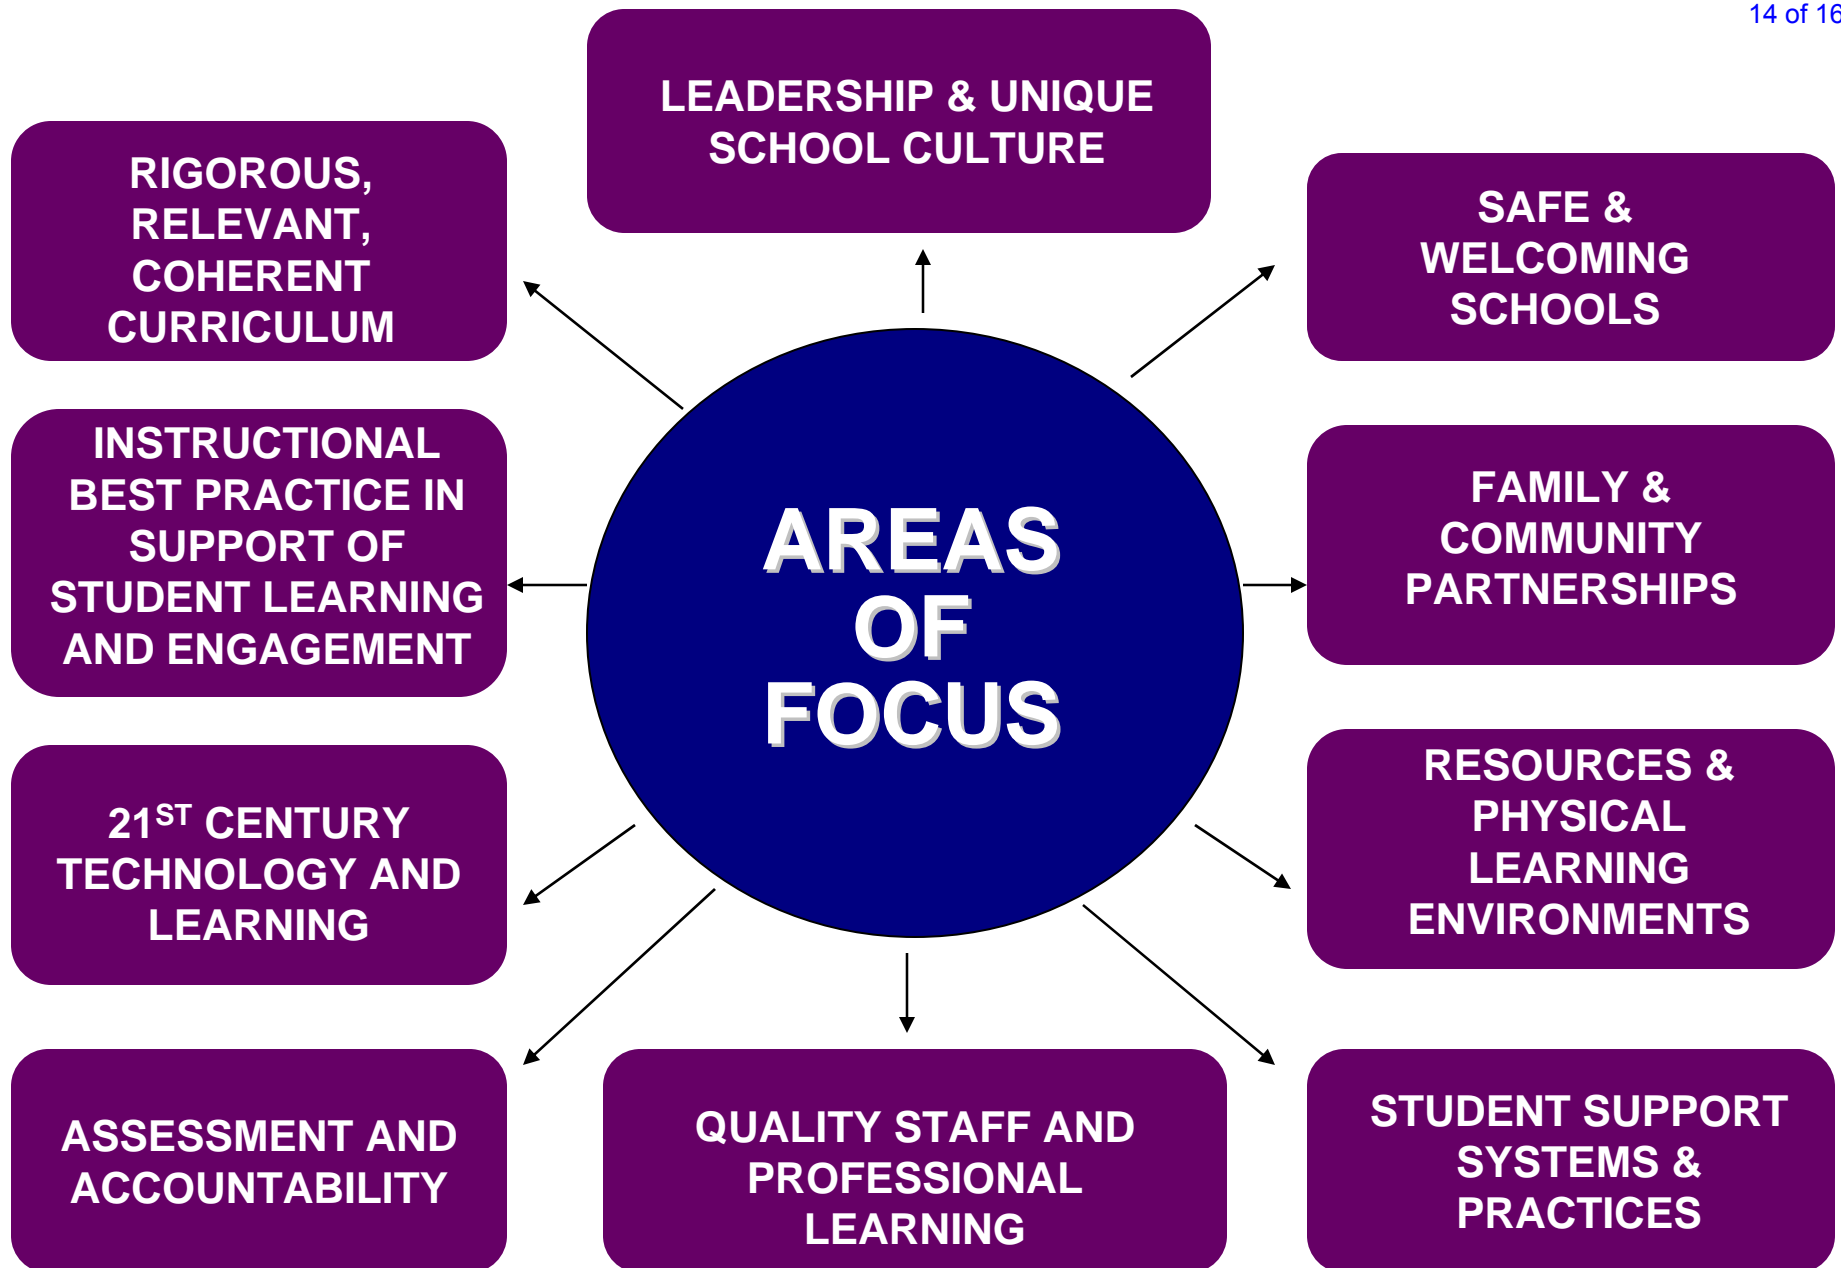 14 of 16
LEADERSHIP & UNIQUE
SCHOOL CULTURE
RIGOROUS,
RELEVANT,
COHERENT
CURRICULUM
SAFE &
WELCOMING
SCHOOLS
INSTRUCTIONAL
BEST PRACTICE IN
SUPPORT OF
STUDENT LEARNING
AND ENGAGEMENT
AREAS
OF
FOCUS
FAMILY &
COMMUNITY
PARTNERSHIPS
21ST CENTURY
TECHNOLOGY AND
LEARNING
RESOURCES &
PHYSICAL
LEARNING
ENVIRONMENTS
ASSESSMENT AND
ACCOUNTABILITY
QUALITY STAFF AND
PROFESSIONAL
LEARNING
STUDENT SUPPORT
SYSTEMS &
PRACTICES